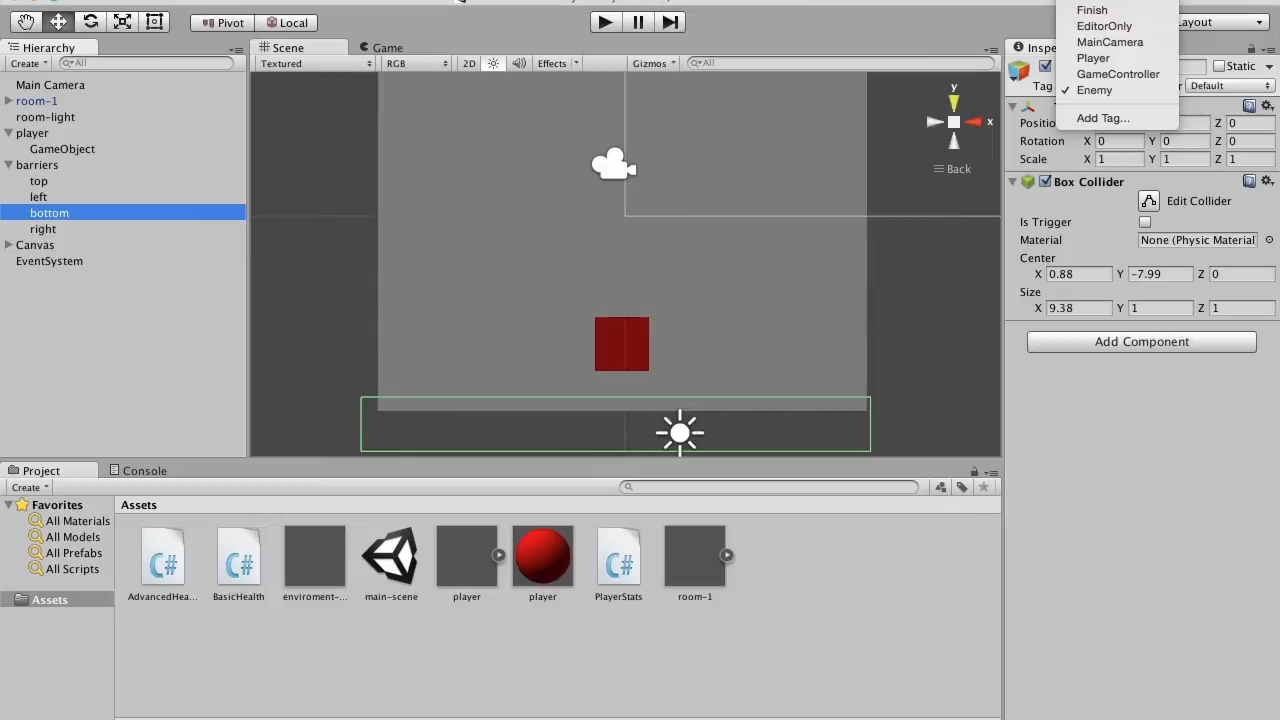 Finish
EditorOnly
MainCamera
Player
GameController
Enemy
Add Tag...
Pivot
Local
Layout
Hierarchy
Create
All
Main Camera
room-1
room-light
player
GameObject
barriers
top
left
bottom
right
Canvas
EventSystem
Scene
Game
Textured
RGB
2D
Effects
Gizmos
All
y
x
Back
Inspe
Static
Tag
Default
Positio
Z 0
Rotation X 0 Y 0 Z 0
Scale X 1 Y 1 Z 1
Box Collider
Edit Collider
Is Trigger
Material None (Physic Material)
Center
X 0.88 Y -7.99 Z 0
Size
X 9.38 Y 1 Z 1
Add Component
Project
Console
Create
Favorites
All Materials
All Models
All Prefabs
All Scripts
Assets
Assets
C#
AdvancedHea...
C#
BasicHealth
enviroment-...
main-scene
player
player
C#
PlayerStats
room-1